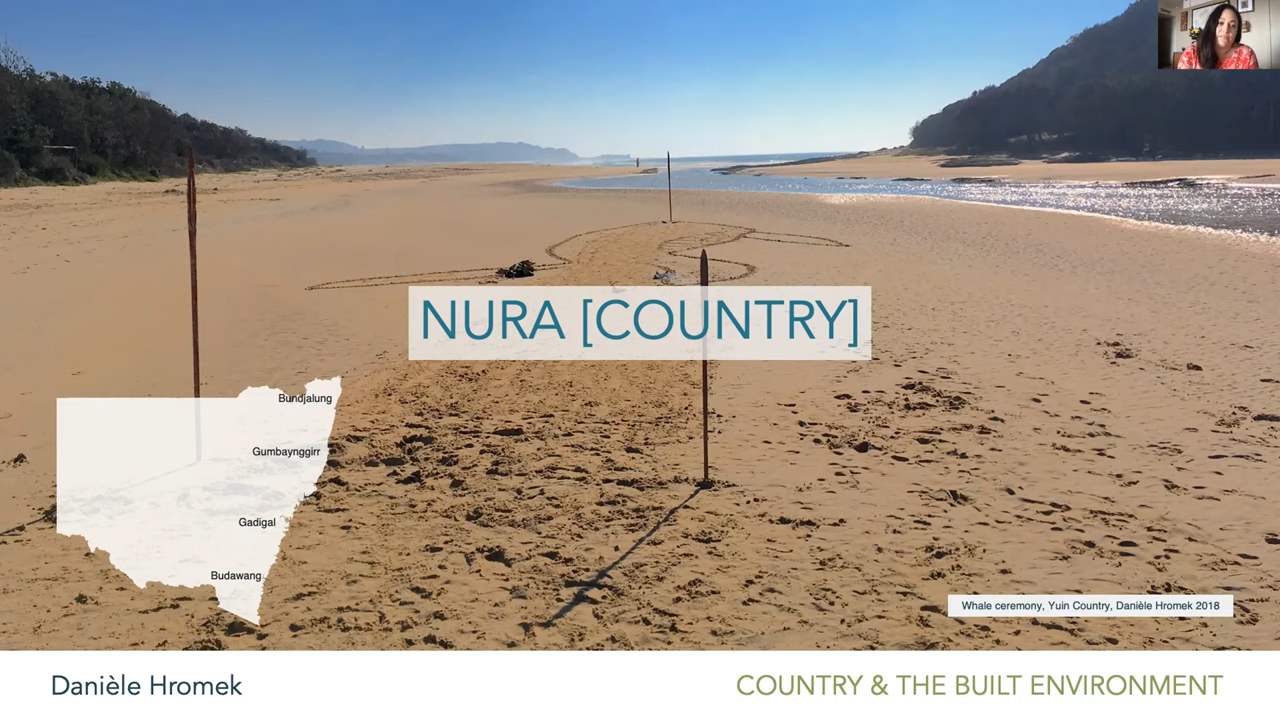 NURA [COUNTRY]
Bundjalung
Gumbaynggirr
Gadigal
Budawang
Whale ceremony, Yuin Country, Danièle Hromek 2018
Danièle Hromek
COUNTRY & THE BUILT ENVIRONMENT